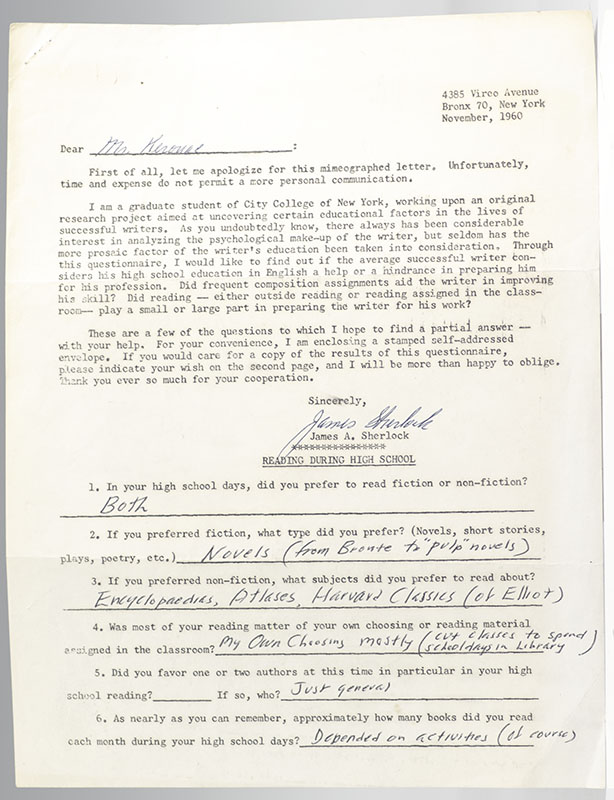 4385 Vireo Avenue
Bronx 70, New York
November, 1960
Dear Mr. Kerouac :
First of all, let me apologize for this mimeographed letter. Unfortunately,
time and expense do not permit a more personal communication.
I am a graduate student of City College of New York, working upon an original
research project aimed at uncovering certain educational factors in the lives of
successful writers. As you undoubtedly know, there always has been considerable
interest in analyzing the psychological make-up of the writer, but seldom has the
more prosaic factor of the writer's education been taken into consideration. Through
this questionnaire, I would like to find out if the average successful writer con-
siders his high school education in English a help or a hindrance in preparing him
for his profession. Did frequent composition assignments aid the writer in improving
his skill? Did reading -- either outside reading or reading assigned in the class-
room-- play a small or large part in preparing the writer for his work?
These are a few of the questions to which I hope to find a partial answer --
with your help. For your convenience, I am enclosing a stamped self-addressed
envelope. If you would care for a copy of the results of this questionnaire,
please indicate your wish on the second page, and I will be more than happy to oblige.
Thank you ever so much for your cooperation.
Sincerely,
James Sherlock
James A. Sherlock
****************
READING DURING HIGH SCHOOL
1. In your high school days, did you prefer to read fiction or non-fiction?
Both
2. If you preferred fiction, what type did you prefer? (Novels, short stories,
plays, poetry, etc.) Novels (from Bronte to "pulp" novels)
3. If you preferred non-fiction, what subjects did you prefer to read about?
Encyclopaedias, Atlases, Harvard Classics (of Elliot)
4. Was most of your reading matter of your own choosing or reading material
assigned in the classroom? My Own Choosing mostly (cut classes to spend
schooldays in Library)
5. Did you favor one or two authors at this time in particular in your high
school reading? If so, who? Just general
6. As nearly as you can remember, approximately how many books did you read
each month during your high school days? Depended on activities (of course)